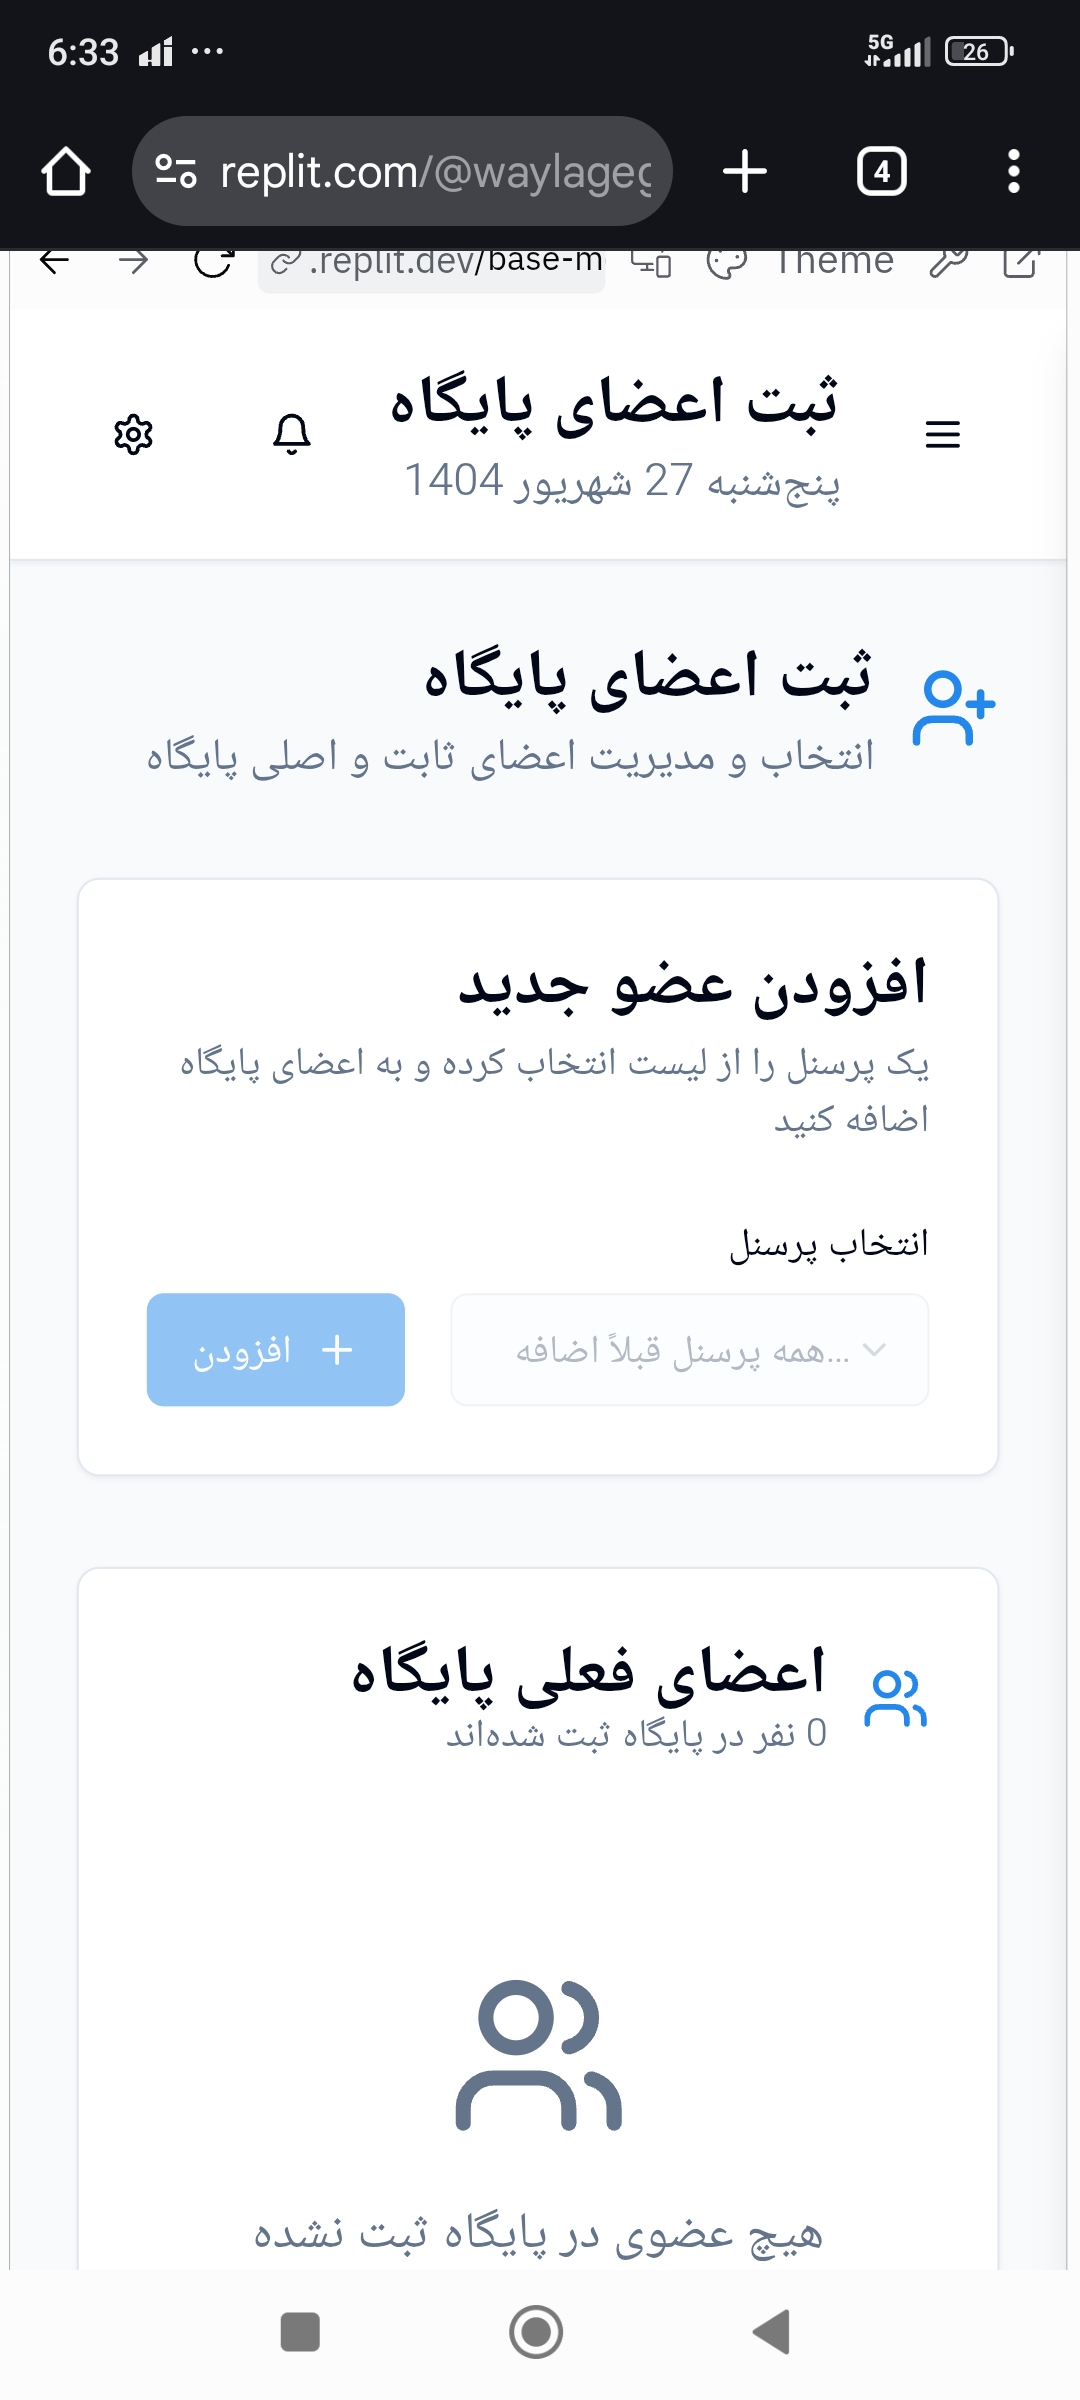 6:33
5G
26
replit.com/@waylageg
4
.replit.dev/base-m
Theme
ثبت اعضای پایگاه
پنج‌شنبه 27 شهریور 1404
ثبت اعضای پایگاه
انتخاب و مدیریت اعضای ثابت و اصلی پایگاه
افزودن عضو جدید
یک پرسنل را از لیست انتخاب کرده و به اعضای پایگاه
اضافه کنید
انتخاب پرسنل
همه پرسنل قبلاً اضافه...
افزودن
اعضای فعلی پایگاه
0 نفر در پایگاه ثبت شده‌اند
هیچ عضوی در پایگاه ثبت نشده